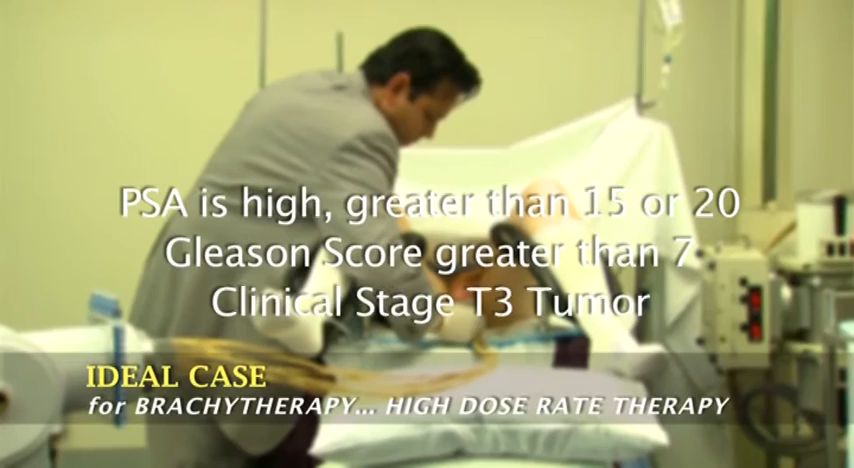 PSA is high, greater than 15 or 20
Gleason Score greater than 7
Clinical Stage T3 Tumor
IDEAL CASE
for BRACHYTHERAPY... HIGH DOSE RATE THERAPY